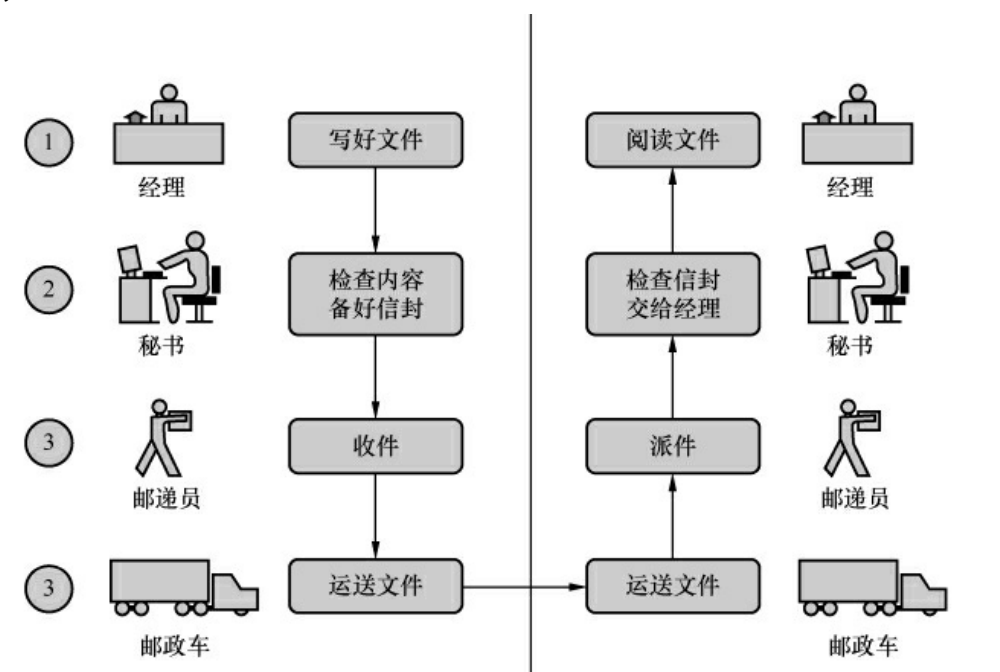 1
经理
写好文件
阅读文件
经理
2
秘书
检查内容
备好信封
检查信封
交给经理
秘书
3
邮递员
收件
派件
邮递员
3
邮政车
运送文件
运送文件
邮政车